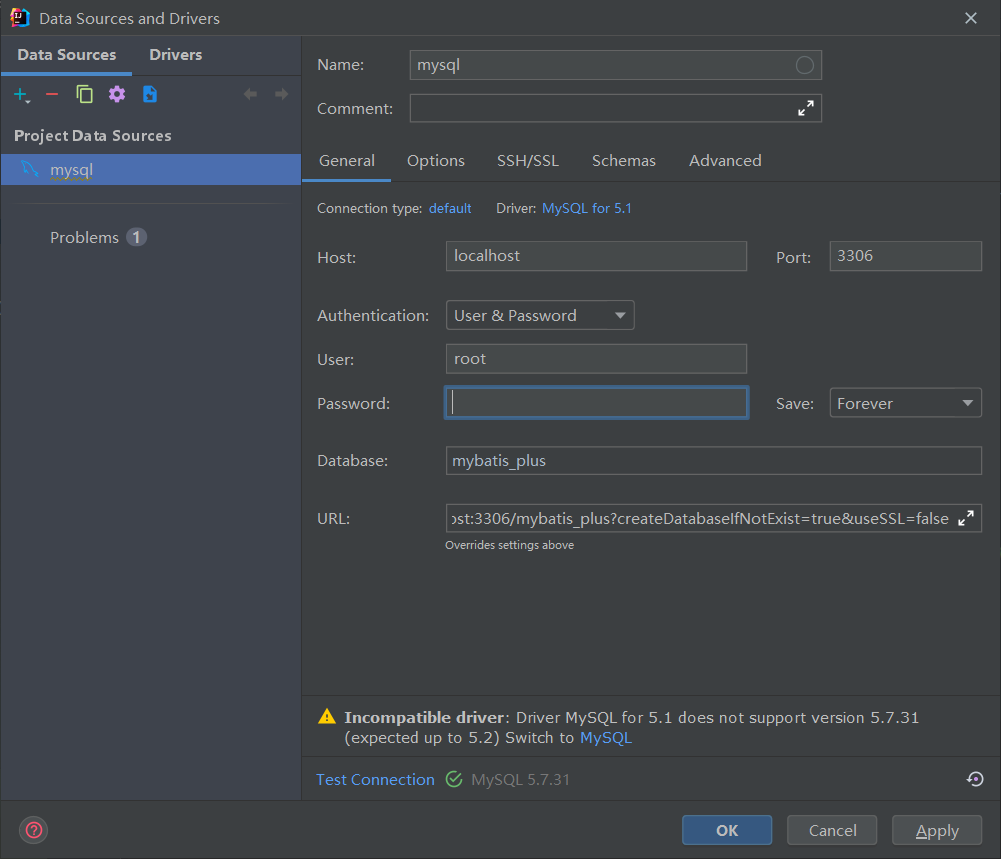 Data Sources and Drivers
Data Sources Drivers
Project Data Sources
mysql
Problems 1
Name: mysql
Comment:
General Options SSH/SSL Schemas Advanced
Connection type: default Driver: MySQL for 5.1
Host: localhost Port: 3306
Authentication: User & Password
User: root
Password: Save: Forever
Database: mybatis_plus
URL: ost:3306/mybatis_plus?createDatabaseIfNotExist=true&useSSL=false
Overrides settings above
Incompatible driver: Driver MySQL for 5.1 does not support version 5.7.31
(expected up to 5.2) Switch to MySQL
Test Connection MySQL 5.7.31
OK Cancel Apply